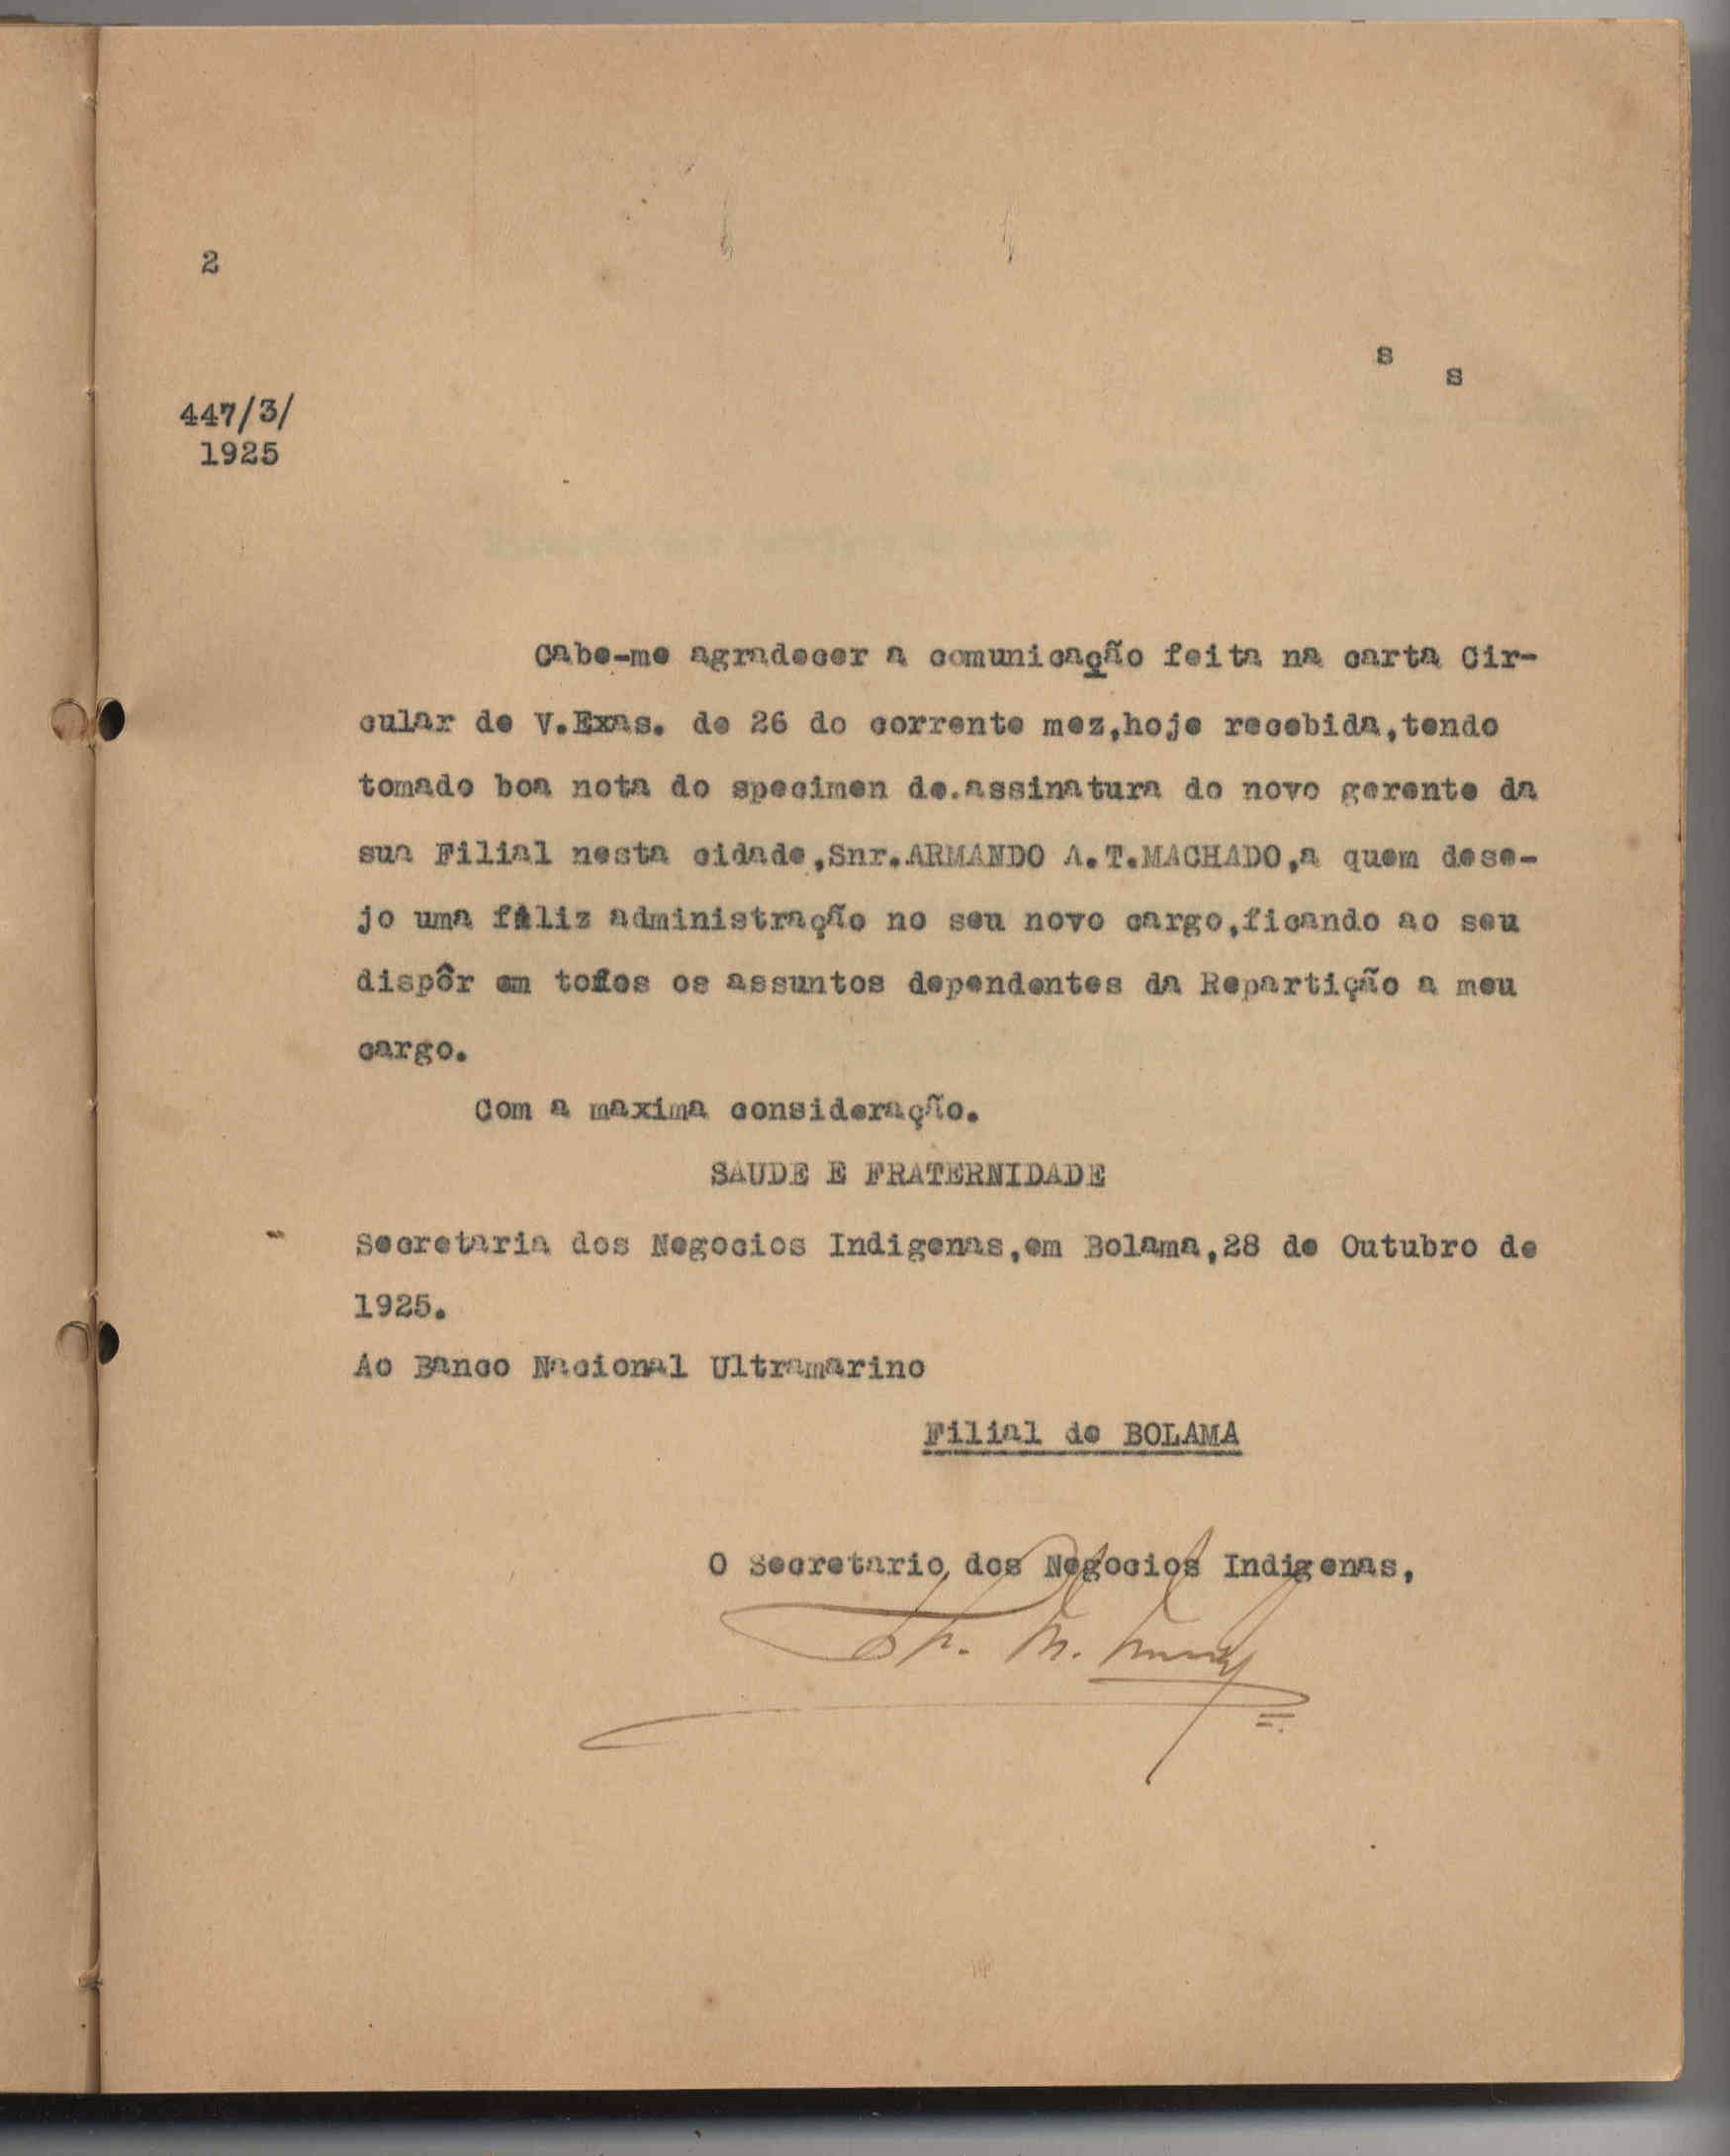 2
s
s
447/3/
1925
Cabe-me agradecer a comunicação feita na carta Cir-
cular de V.Exas. de 26 do corrente mez,hoje recebida,tendo
tomado boa nota do specimen de.assinatura do novo gerente da
sua Filial nesta cidade,Snr.ARMANDO A.T.MACHADO,a quem dese-
jo uma feliz administração no seu novo cargo,ficando ao seu
dispôr em todos os assuntos dependentes da Repartição a meu
cargo.
Com a maxima consideração.
SAUDE E FRATERNIDADE
Secretaria dos Negocios Indigenas,em Bolama,28 de Outubro de
1925.
Ao Banco Nacional Ultramarino
Filial de BOLAMA
O Secretario dos Negocios Indigenas,